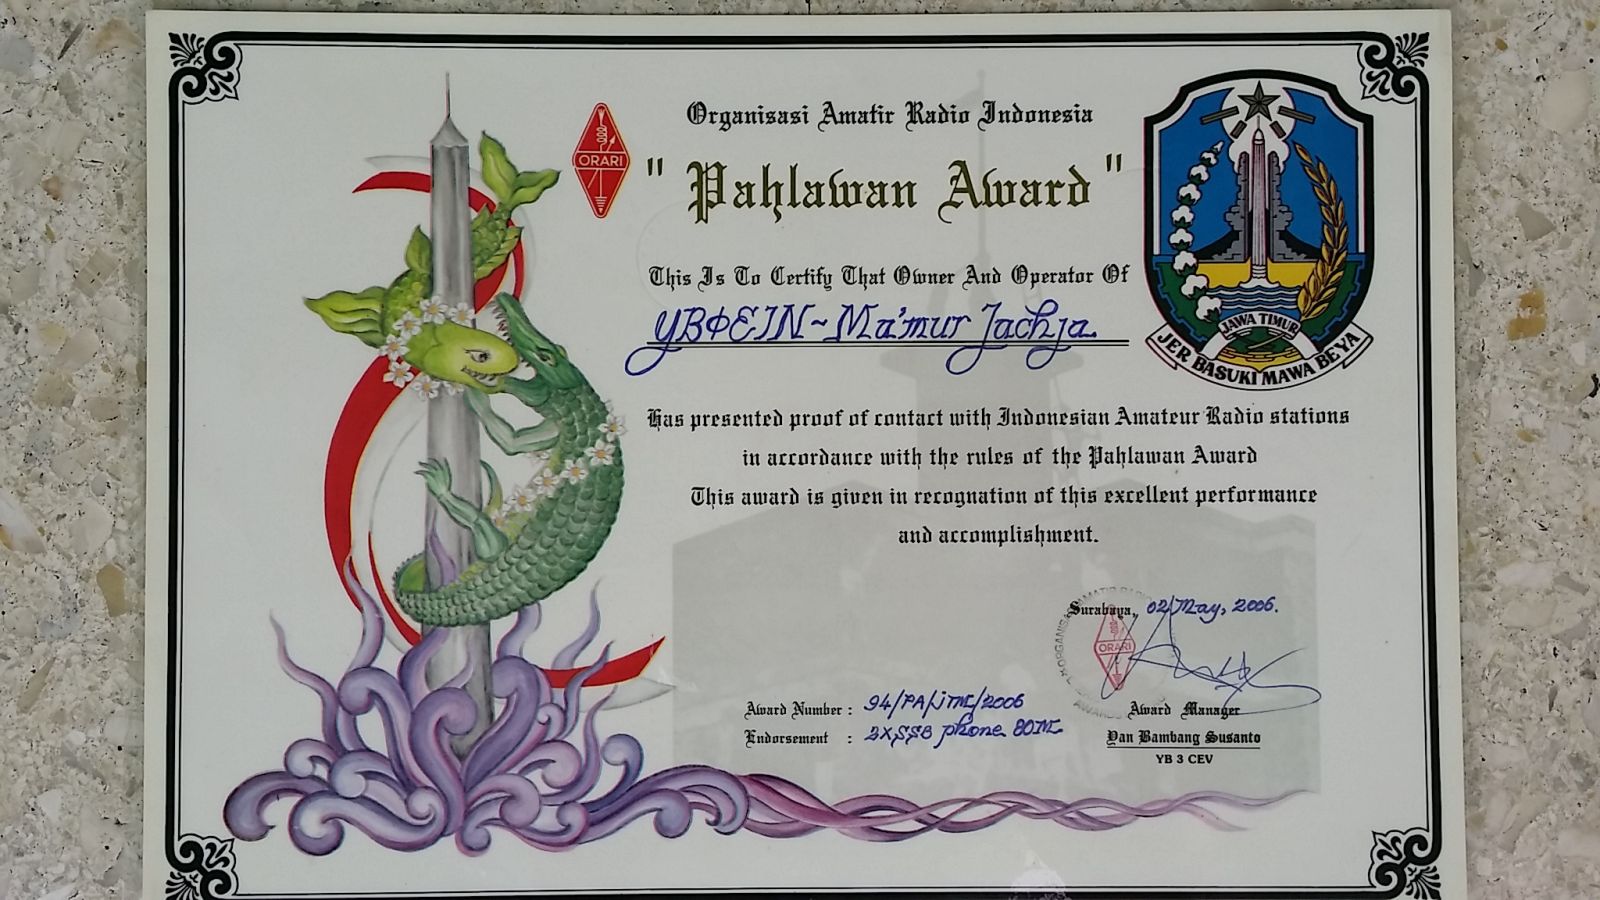 Organisasi Amatir Radio Indonesia
ORARI
" Pahlawan Award "
This Is To Certify That Owner And Operator Of
YBØEIN~Ma'mur Jachja.
JAWA TIMUR
JER BASUKI MAWA BEYA
Has presented proof of contact with Indonesian Amateur Radio stations
in accordance with the rules of the Pahlawan Award
This award is given in recognation of this excellent performance
and accomplishment.
Surabaya, 02/May, 2006.
ORARI
Award Number : 94/PA/JTM/2006
Endorsement : 2XSSB phone 80M
Award Manager
Yan Bambang Susanto
YB 3 CEV